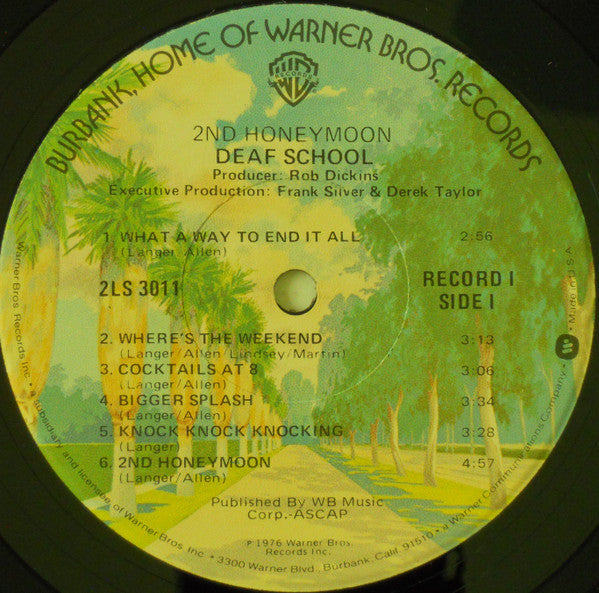 BURBANK, HOME OF WARNER BROS. RECORDS
WB
RECORDS
2ND HONEYMOON
DEAF SCHOOL
Producer: Rob Dickins
Executive Production: Frank Silver & Derek Taylor
1. WHAT A WAY TO END IT ALL 2:56
(Langer/Allen)
2LS 3011
RECORD I
SIDE I
2. WHERE'S THE WEEKEND 3:13
(Langer/Allen/Lindsey/Martin)
3. COCKTAILS AT 8 3:06
(Langer/Allen)
4. BIGGER SPLASH 3:34
(Langer/Allen)
5. KNOCK KNOCK KNOCKING 3:28
(Langer)
6. 2ND HONEYMOON 4:57
(Langer/Allen)
Published By WB Music
Corp.-ASCAP
℗ 1976 Warner Bros.
Records Inc.
Warner Bros. Records Inc. • a subsidiary and licensee of Warner Bros. Inc. • 3300 Warner Blvd., Burbank, Calif. 91510 • a Warner Communications Company. • Made in U.S.A.